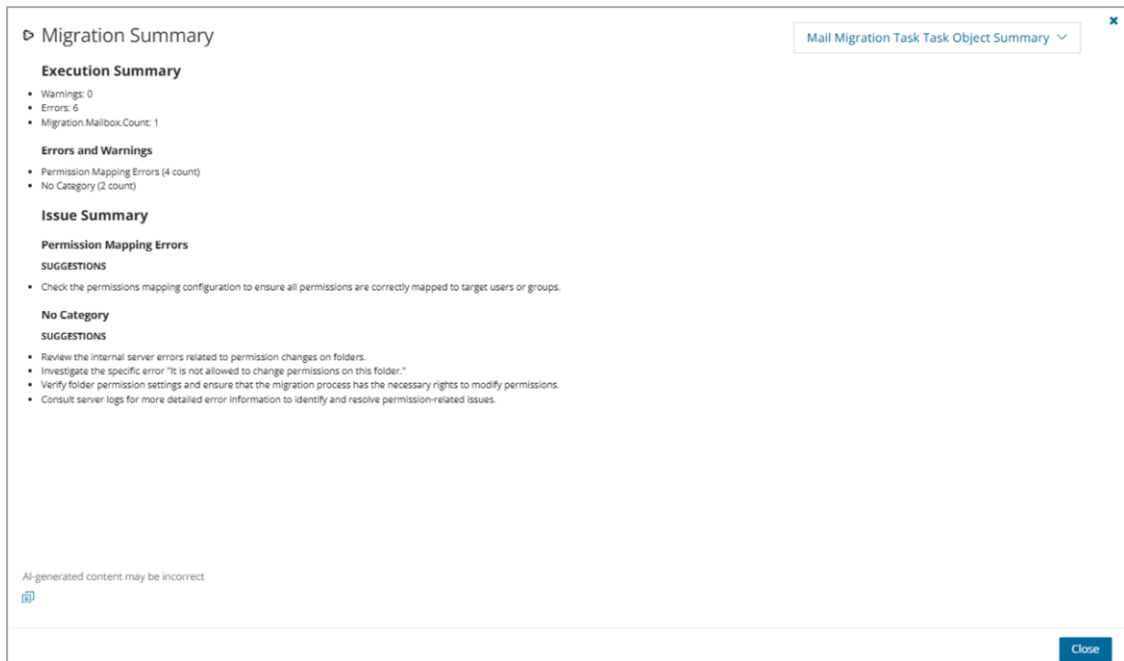 Migration Summary
Mail Migration Task Task Object Summary
Execution Summary
Warnings: 0
Errors: 6
Migration.Mailbox.Count: 1
Errors and Warnings
Permission Mapping Errors (4 count)
No Category (2 count)
Issue Summary
Permission Mapping Errors
SUGGESTIONS
Check the permissions mapping configuration to ensure all permissions are correctly mapped to target users or groups.
No Category
SUGGESTIONS
Review the internal server errors related to permission changes on folders.
Investigate the specific error "It is not allowed to change permissions on this folder."
Verify folder permission settings and ensure that the migration process has the necessary rights to modify permissions.
Consult server logs for more detailed error information to identify and resolve permission-related issues.
AI-generated content may be incorrect
Close